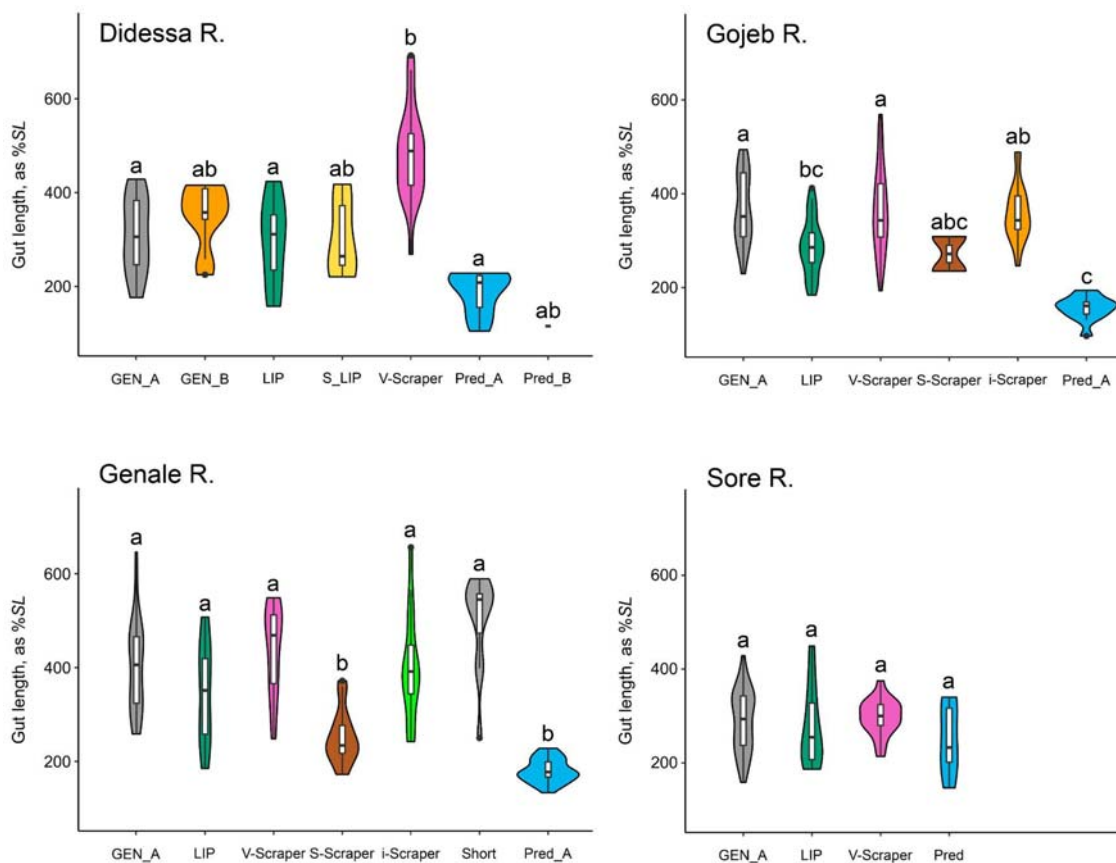 Didessa R.
Gut length, as %SL
600
400
200
a
ab
a
ab
b
a
ab
GEN_A GEN_B LIP S_LIP V-Scraper Pred_A Pred_B
Gojeb R.
Gut length, as %SL
600
400
200
a
bc
a
abc
ab
c
GEN_A LIP V-Scraper S-Scraper i-Scraper Pred_A
Genale R.
Gut length, as %SL
600
400
200
a
a
a
b
a
a
b
GEN_A LIP V-Scraper S-Scraper i-Scraper Short Pred_A
Sore R.
Gut length, as %SL
600
400
200
a
a
a
a
GEN_A LIP V-Scraper Pred